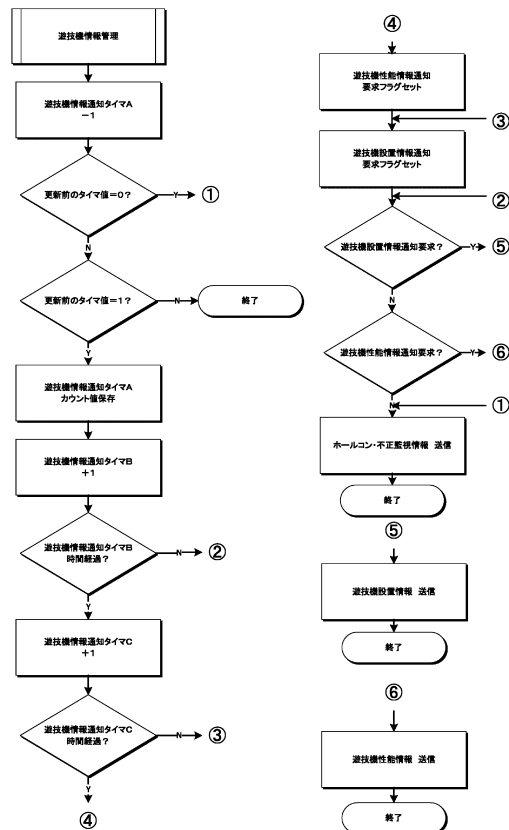 遊技機情報管理
遊技機情報通知タイマA
-1
更新前のタイマ値=0?
Y
①
N
更新前のタイマ値=1?
N
終了
Y
遊技機情報通知タイマA
カウント値保存
遊技機情報通知タイマB
+1
遊技機情報通知タイマB
時間経過?
N
②
Y
遊技機情報通知タイマC
+1
遊技機情報通知タイマC
時間経過?
N
③
Y
④
④
遊技機性能情報通知
要求フラグセット
③
遊技機設置情報通知
要求フラグセット
②
遊技機設置情報通知要求?
Y
⑤
N
遊技機性能情報通知要求?
Y
⑥
N
①
ホールコン・不正監視情報 送信
終了
⑤
遊技機設置情報 送信
終了
⑥
遊技機性能情報 送信
終了